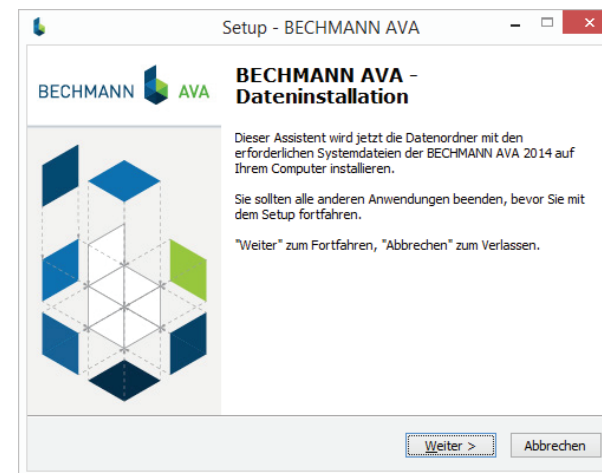 Setup - BECHMANN AVA
BECHMANN AVA
BECHMANN AVA -
Dateninstallation
Dieser Assistent wird jetzt die Datenordner mit den
erforderlichen Systemdateien der BECHMANN AVA 2014 auf
Ihrem Computer installieren.
Sie sollten alle anderen Anwendungen beenden, bevor Sie mit
dem Setup fortfahren.
"Weiter" zum Fortfahren, "Abbrechen" zum Verlassen.
Weiter >
Abbrechen